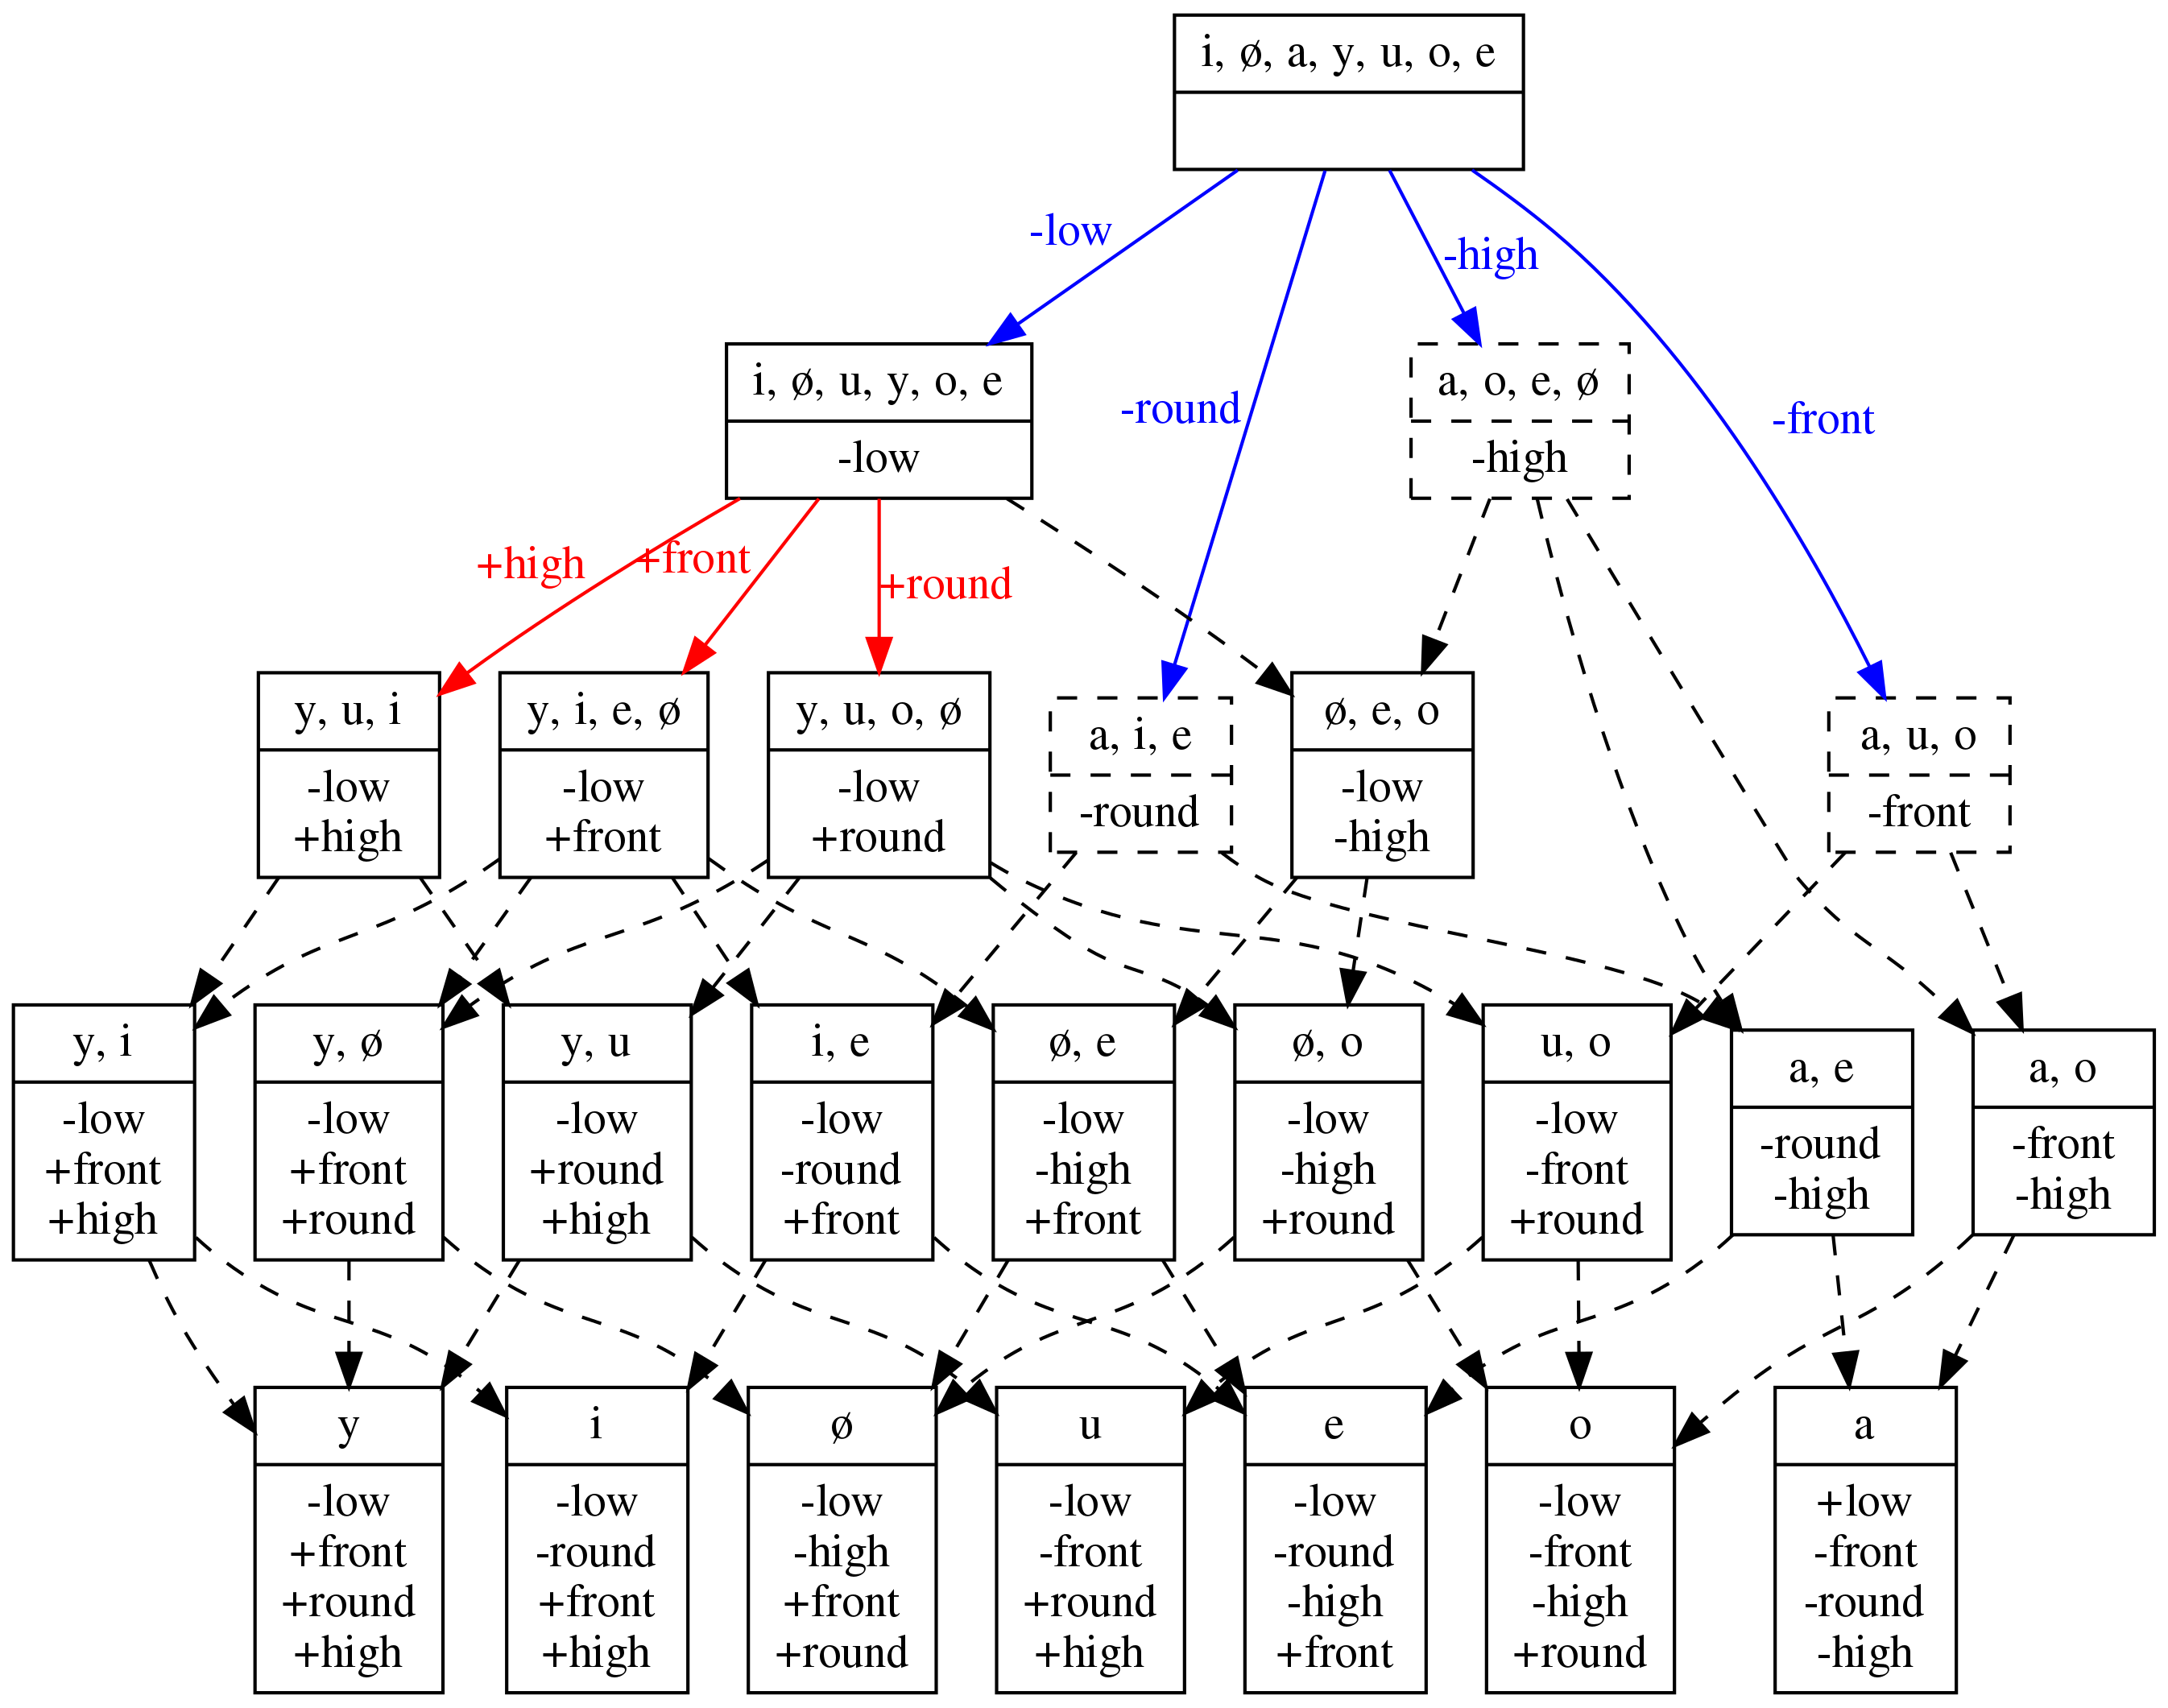 i, ø, a, y, u, o, e
-low
-high
-round
-front
i, ø, u, y, o, e
-low
a, o, e, ø
-high
+high
+front
+round
y, u, i
-low
+high
y, i, e, ø
-low
+front
y, u, o, ø
-low
+round
a, i, e
-round
ø, e, o
-low
-high
a, u, o
-front
y, i
-low
+front
+high
y, ø
-low
+front
+round
y, u
-low
+round
+high
i, e
-low
-round
+front
ø, e
-low
-high
+front
ø, o
-low
-high
+round
u, o
-low
-front
+round
a, e
-round
-high
a, o
-front
-high
y
-low
+front
+round
+high
i
-low
-round
+front
+high
ø
-low
-high
+front
+round
u
-low
-front
+round
+high
e
-low
-round
-high
+front
o
-low
-front
-high
+round
a
+low
-front
-round
-high